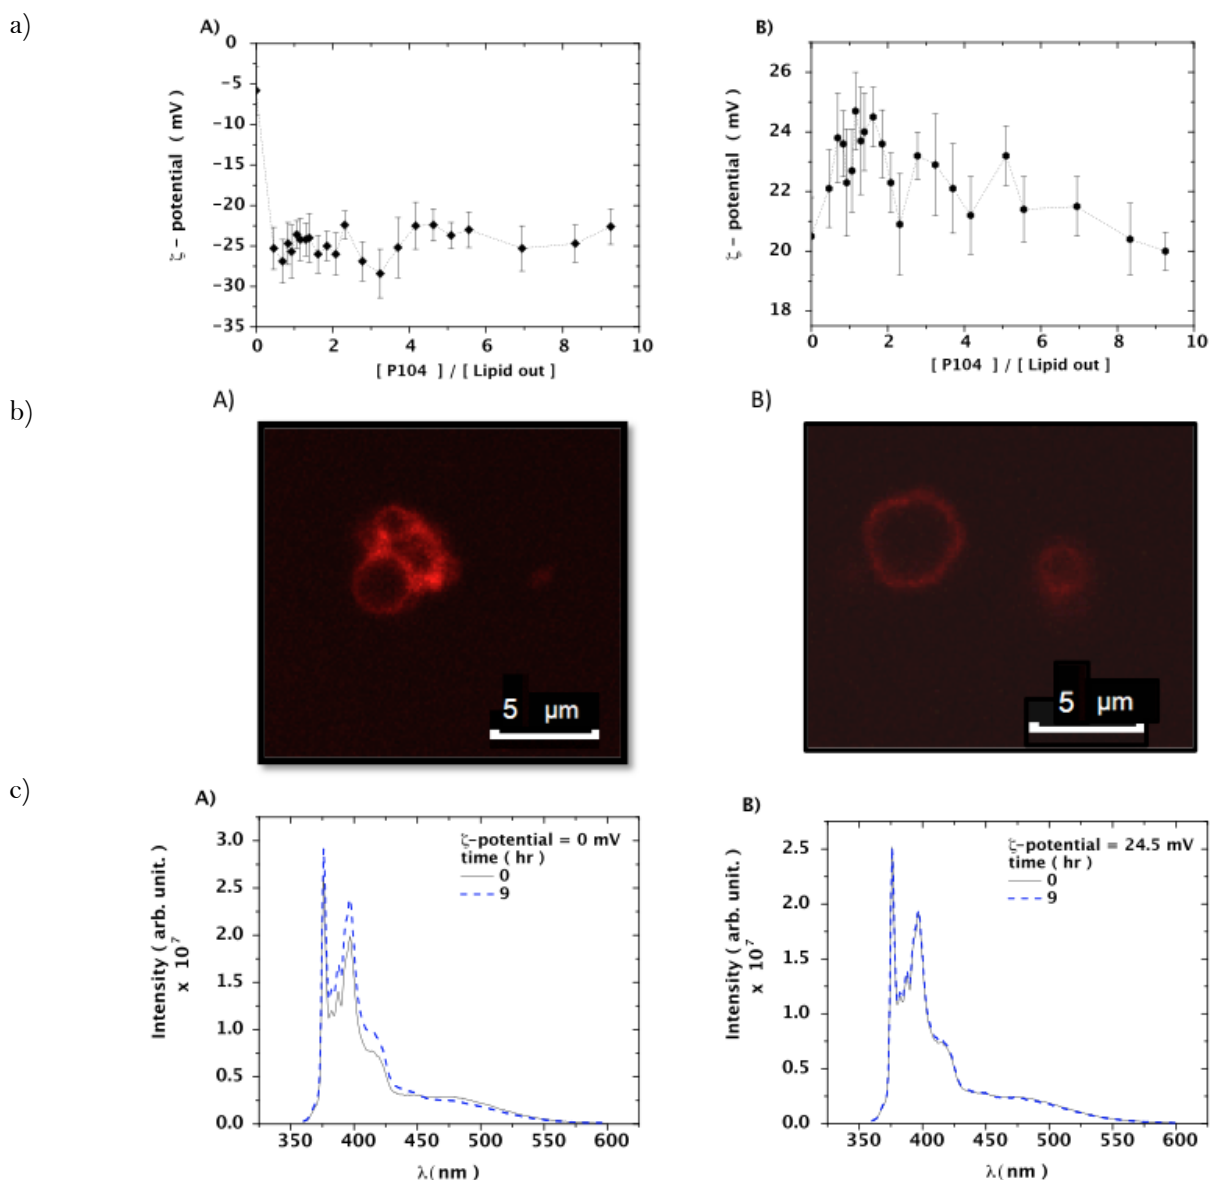 a)
A)
0
−5
−10
−15
−20
−25
−30
−35
ζ − potential ( mV )
0 2 4 6 8 10
[ P104 ] / [ Lipid out ]
B)
26
24
22
20
18
ζ − potential ( mV )
0 2 4 6 8 10
[ P104 ] / [ Lipid out ]
b)
A)
5 μm
B)
5 μm
c)
A)
ζ−potential = 0 mV
time ( hr )
0
9
3.0
2.5
2.0
1.5
1.0
0.5
0.0
Intensity ( arb. unit. )
x 10⁷
350 400 450 500 550 600
λ( nm )
B)
ζ−potential = 24.5 mV
time ( hr )
0
9
2.5
2.0
1.5
1.0
0.5
0.0
Intensity ( arb. unit. )
x 10⁷
350 400 450 500 550 600
λ( nm )